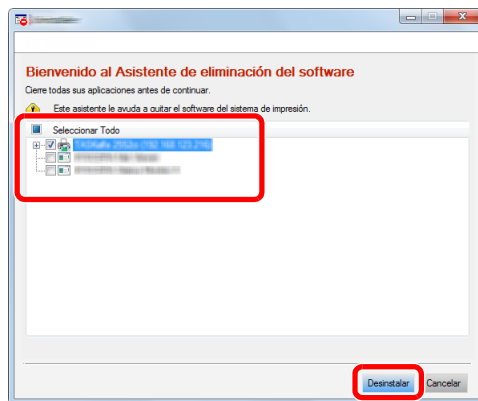 Bienvenido al Asistente de eliminación del software
Cierre todas sus aplicaciones antes de continuar.
Este asistente le ayuda a quitar el software del sistema de impresión.
Seleccionar Todo
Desinstalar Cancelar